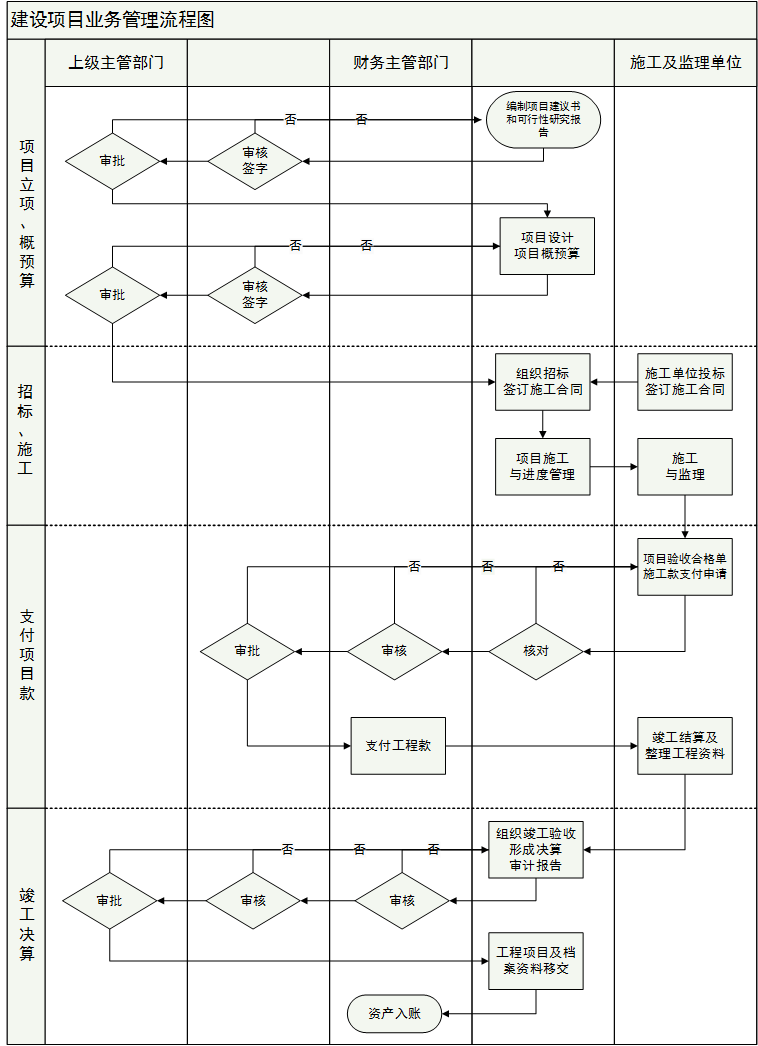 建设项目业务管理流程图
上级主管部门
财务主管部门
施工及监理单位
项目立项、概预算
编制项目建议书
和可行性研究报
告
否
否
审批
审核
签字
项目设计
项目概预算
否
否
审批
审核
签字
招标、施工
组织招标
签订施工合同
施工单位投标
签订施工合同
项目施工
与进度管理
施工
与监理
支付项目款
项目验收合格单
施工款支付申请
否
否
否
审批
审核
核对
支付工程款
竣工结算及
整理工程资料
竣工决算
组织竣工验收
形成决算
审计报告
否
否
否
审批
审核
审核
工程项目及档
案资料移交
资产入账